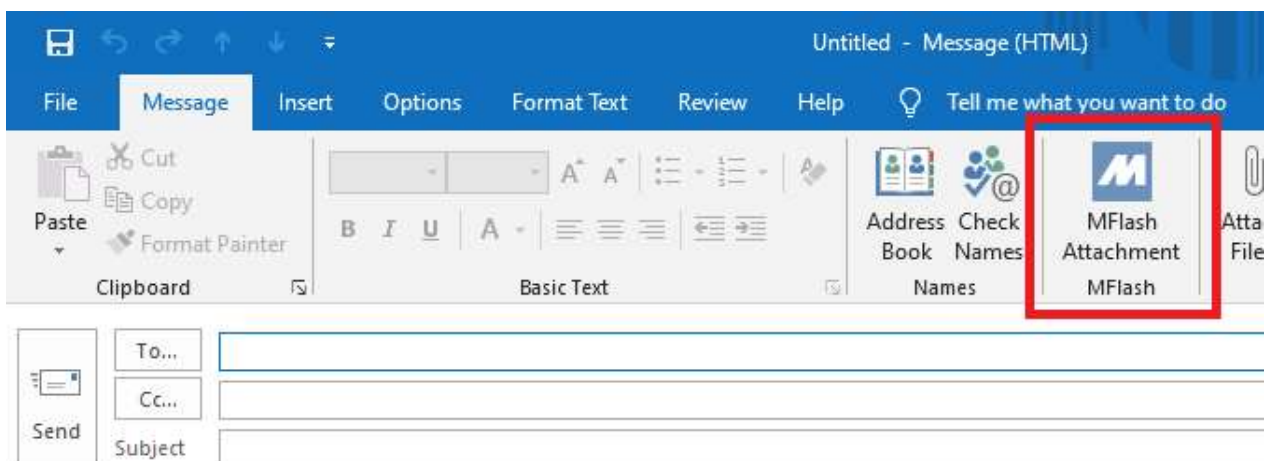 Untitled - Message (HTML)
File Message Insert Options Format Text Review Help Tell me what you want to do
Cut
Copy
Paste
Format Painter
B I U A
A A
Address Book
Check Names
MFlash Attachment
Atta
File
Clipboard Basic Text Names MFlash
To...
Cc...
Send
Subject